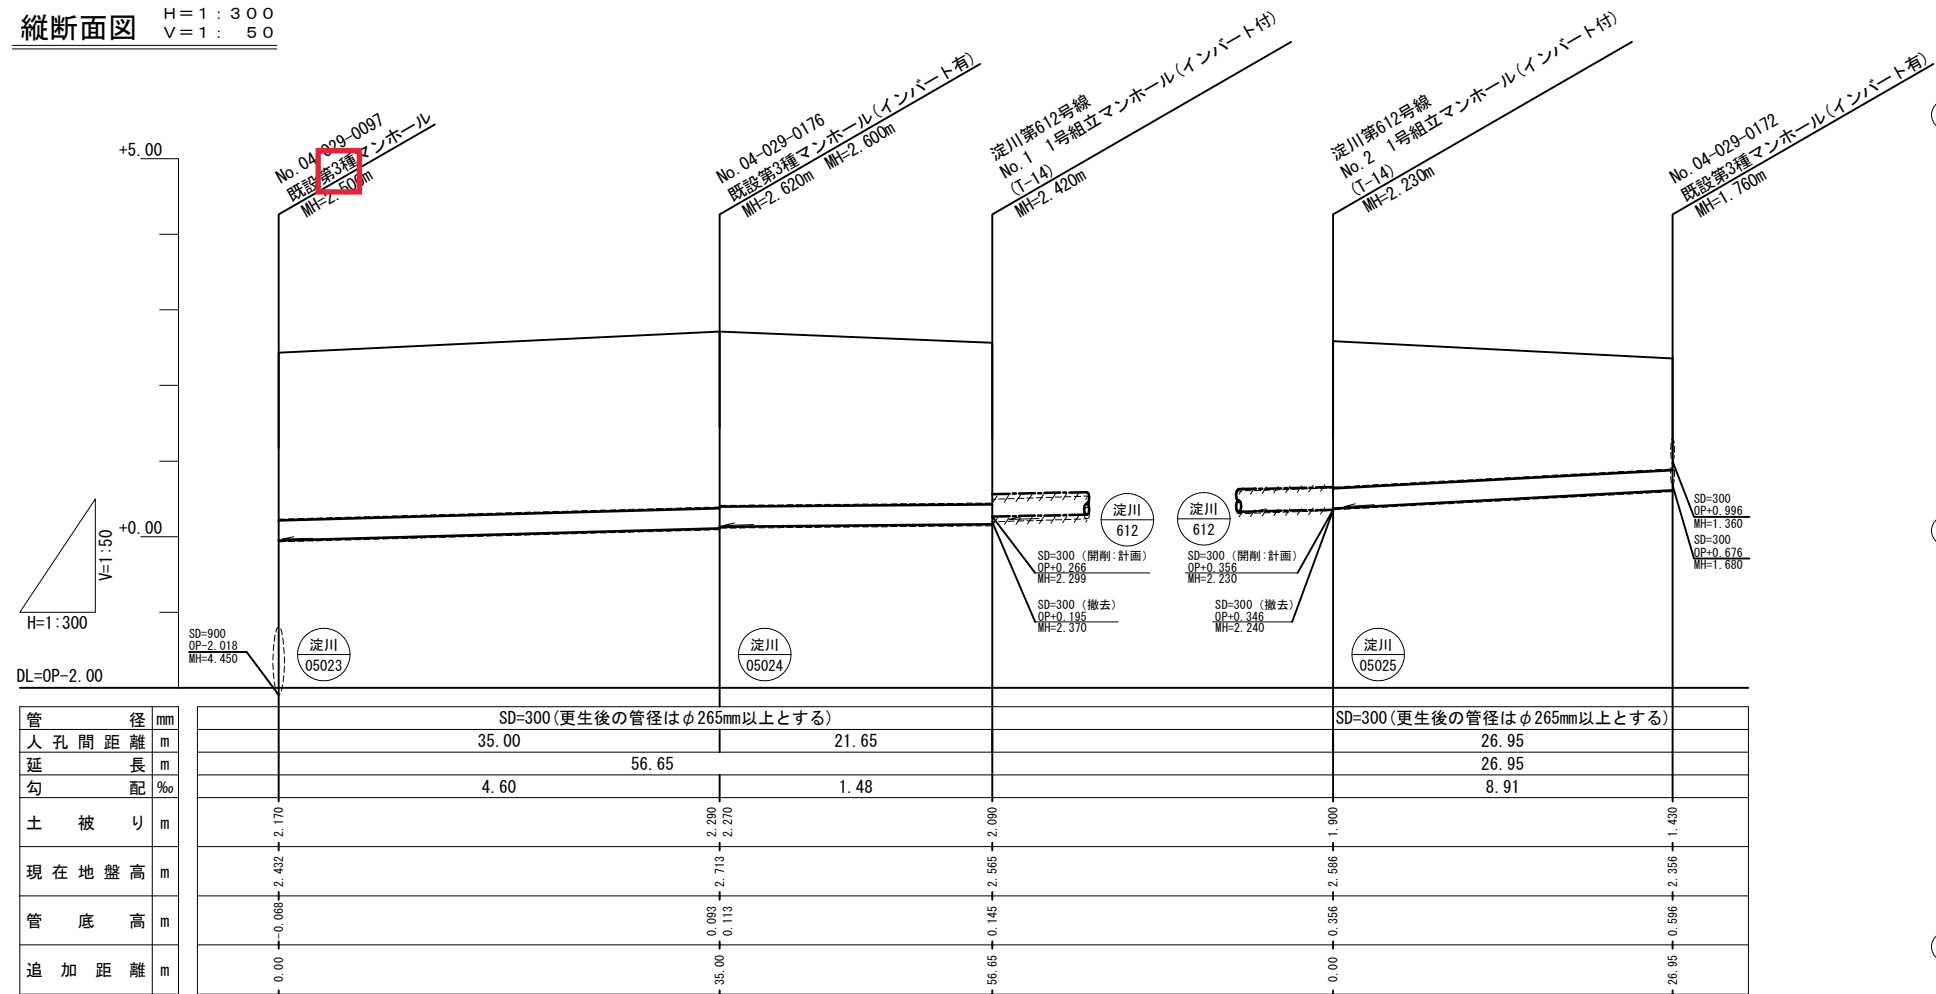 縦断面図
H=1:300
V=1: 50
No.04-029-0097
既設第3種マンホール
MH=2.500m
No.04-029-0176
既設第3種マンホール(インバート有)
MH=2.620m MH=2.600m
淀川第612号線
No.1 1号組立マンホール(インバート付)
(T-14)
MH=2.420m
淀川第612号線
No.2 1号組立マンホール(インバート付)
(T-14)
MH=2.230m
No.04-029-0172
既設第3種マンホール(インバート有)
MH=1.760m
+5.00
+0.00
V=1:50
H=1:300
DL=OP-2.00
SD=900
OP-2.018
MH=4.450
淀川
05023
淀川
05024
淀川
612
SD=300 (開削:計画)
OP+0.266
MH=2.299
SD=300 (撤去)
OP+0.195
MH=2.370
淀川
612
SD=300 (開削:計画)
OP+0.356
MH=2.230
SD=300 (撤去)
OP+0.346
MH=2.240
淀川
05025
SD=300
OP+0.996
MH=1.360
SD=300
OP+0.676
MH=1.680
管径 mm SD=300(更生後の管径はφ265mm以上とする) SD=300(更生後の管径はφ265mm以上とする)
人孔間距離 m 35.00 21.65 26.95
延長 m 56.65 26.95
勾配 ‰ 4.60 1.48 8.91
土被り m 2.170 2.290 2.270 2.090 1.900 1.430
現在地盤高 m 2.432 2.713 2.565 2.586 2.356
管底高 m -0.068 0.093 0.113 0.145 0.356 0.596
追加距離 m 0.00 35.00 56.65 0.00 26.95